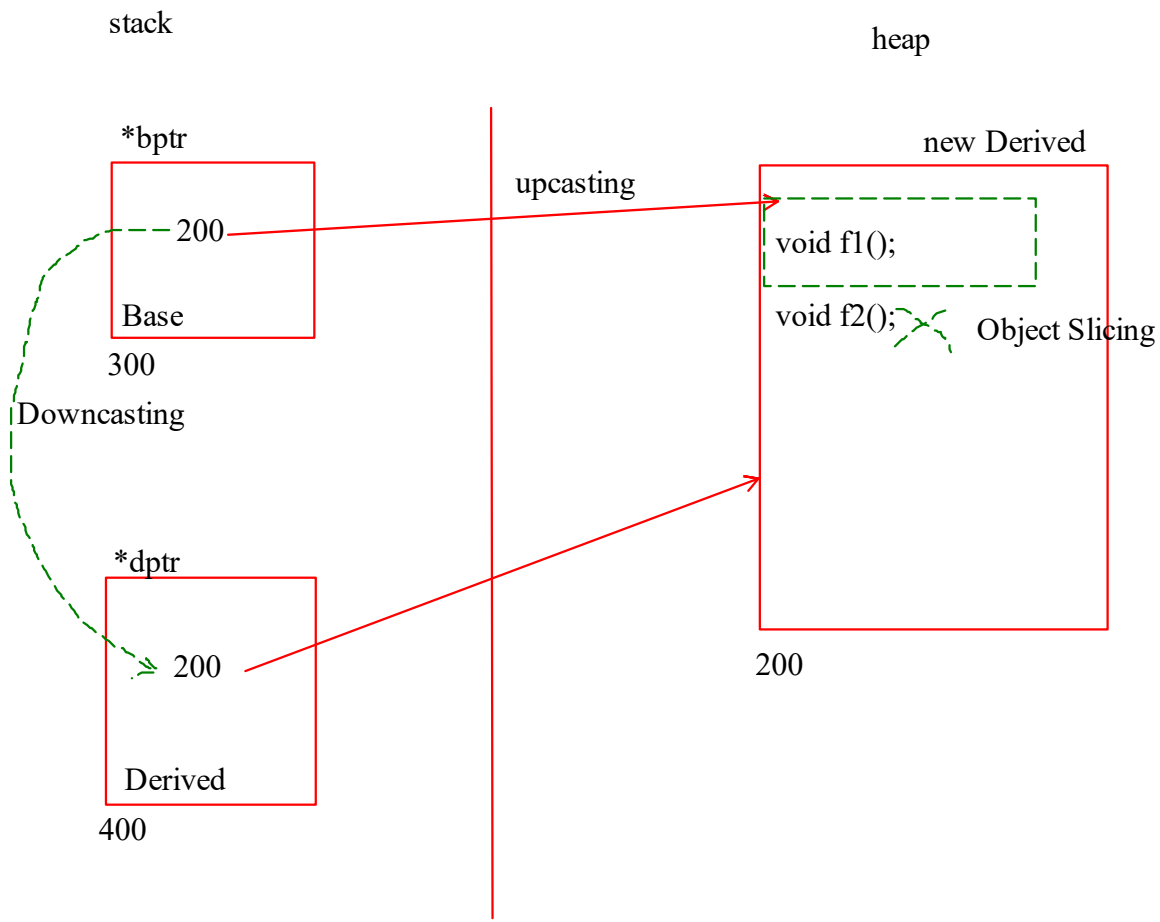 stack
heap
*bptr
new Derived
upcasting
200
void f1();
Base
void f2();
Object Slicing
300
Downcasting
*dptr
200
200
Derived
400